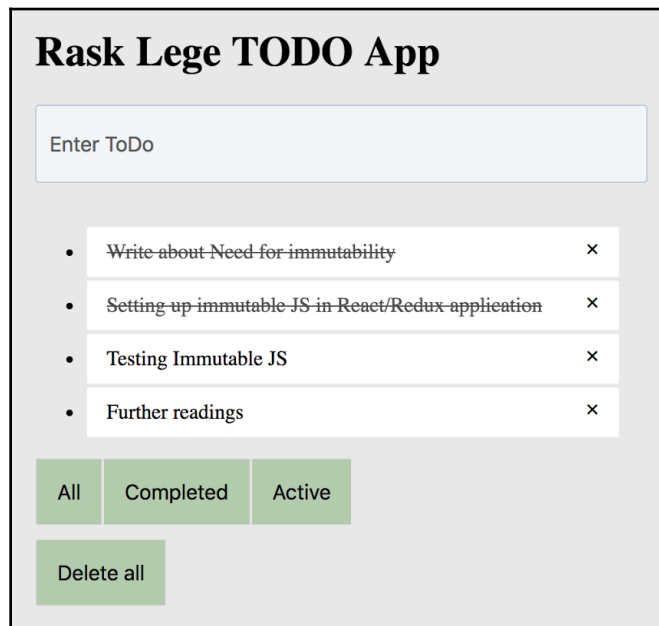 Rask Lege TODO App
Enter ToDo
Write about Need for immutability ×
Setting up immutable JS in React/Redux application ×
Testing Immutable JS ×
Further readings ×
All Completed Active
Delete all